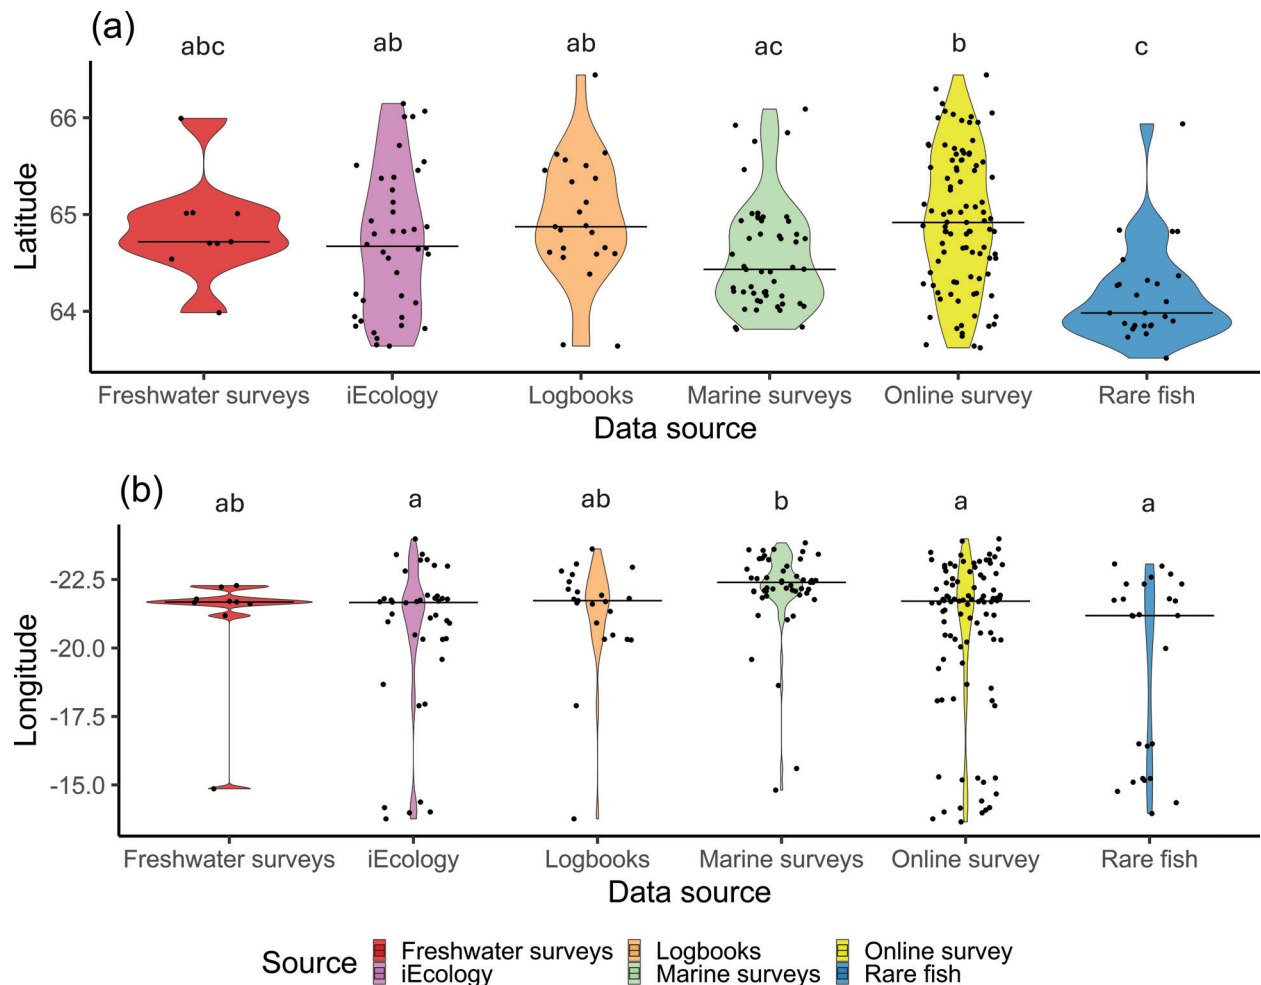 (a)
abc ab ab ac b c
66
65
64
Latitude
Freshwater surveys iEcology Logbooks Marine surveys Online survey Rare fish
Data source
(b)
ab a ab b a a
-22.5
-20.0
-17.5
-15.0
Longitude
Freshwater surveys iEcology Logbooks Marine surveys Online survey Rare fish
Data source
Source
Freshwater surveys Logbooks Online survey
iEcology Marine surveys Rare fish